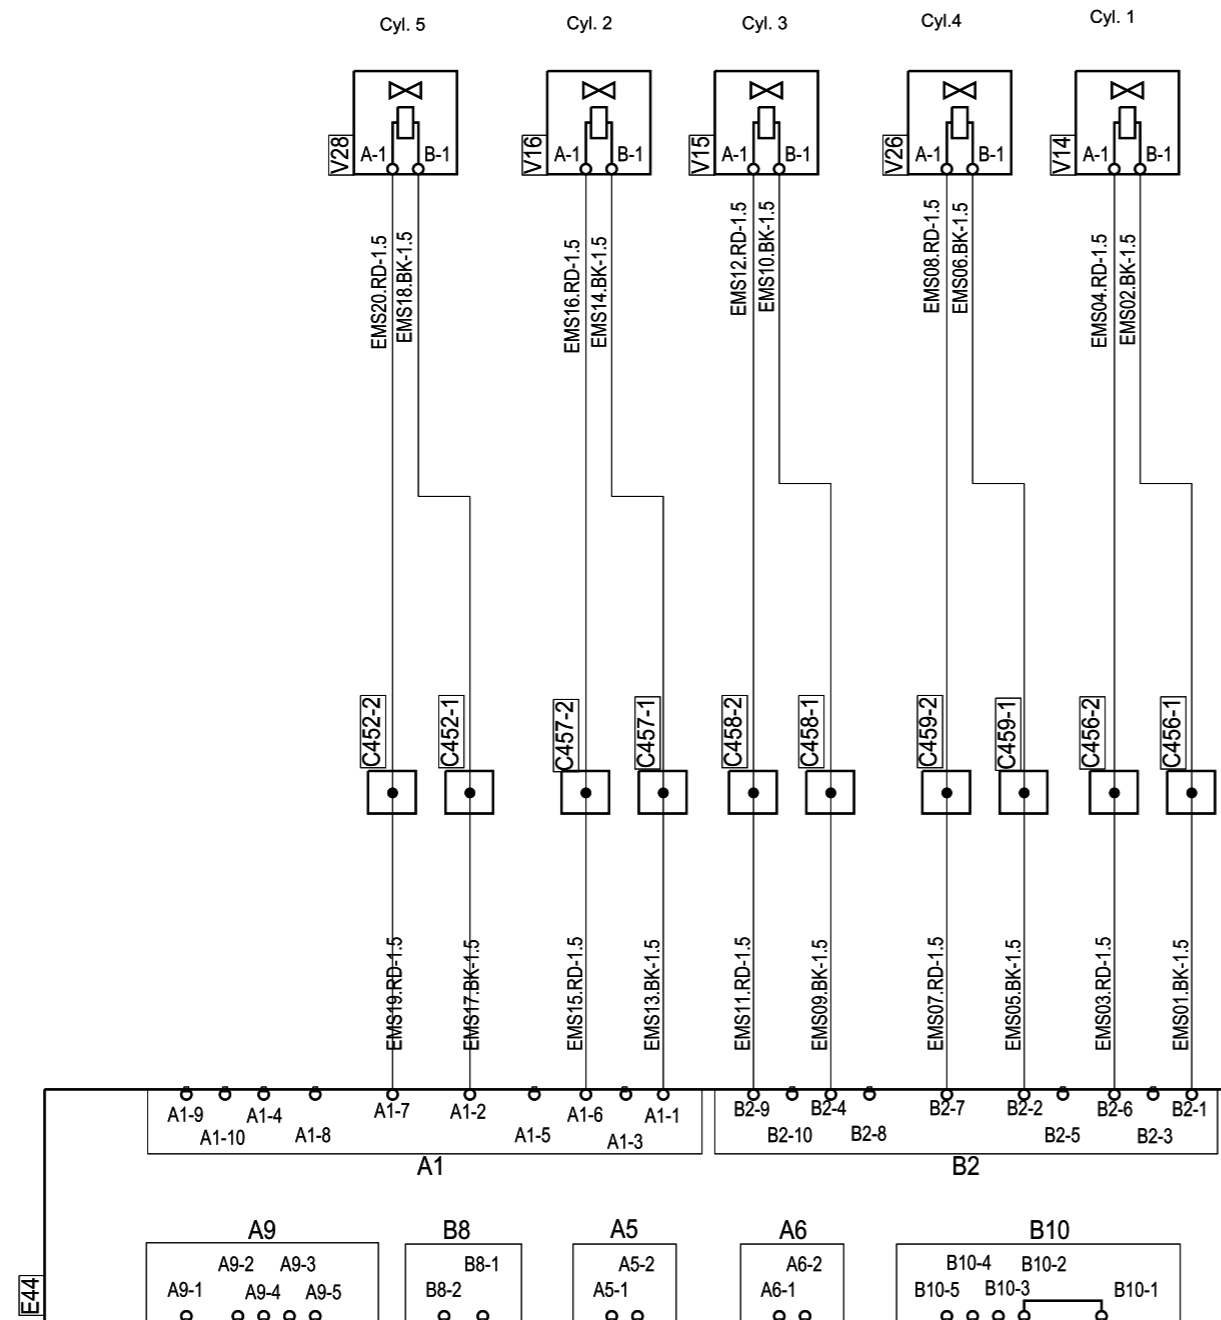 Cyl. 5
Cyl. 2
Cyl. 3
Cyl.4
Cyl. 1
V28
A-1
B-1
V16
A-1
B-1
V15
A-1
B-1
V26
A-1
B-1
V14
A-1
B-1
EMS20.RD-1.5
EMS18.BK-1.5
EMS16.RD-1.5
EMS14.BK-1.5
EMS12.RD-1.5
EMS10.BK-1.5
EMS08.RD-1.5
EMS06.BK-1.5
EMS04.RD-1.5
EMS02.BK-1.5
C452-2
C452-1
C457-2
C457-1
C458-2
C458-1
C459-2
C459-1
C456-2
C456-1
EMS19.RD-1.5
EMS17.BK-1.5
EMS15.RD-1.5
EMS13.BK-1.5
EMS11.RD-1.5
EMS09.BK-1.5
EMS07.RD-1.5
EMS05.BK-1.5
EMS03.RD-1.5
EMS01.BK-1.5
A1-9
A1-4
A1-7
A1-2
A1-6
A1-1
B2-9
B2-4
B2-7
B2-2
B2-6
B2-1
A1-10
A1-8
A1-5
A1-3
B2-10
B2-8
B2-5
B2-3
A1
B2
A9
B8
A5
A6
B10
A9-2
A9-3
B8-1
A5-2
A6-2
B10-4
B10-2
A9-1
A9-4
A9-5
B8-2
A5-1
A6-1
B10-5
B10-3
B10-1
E44